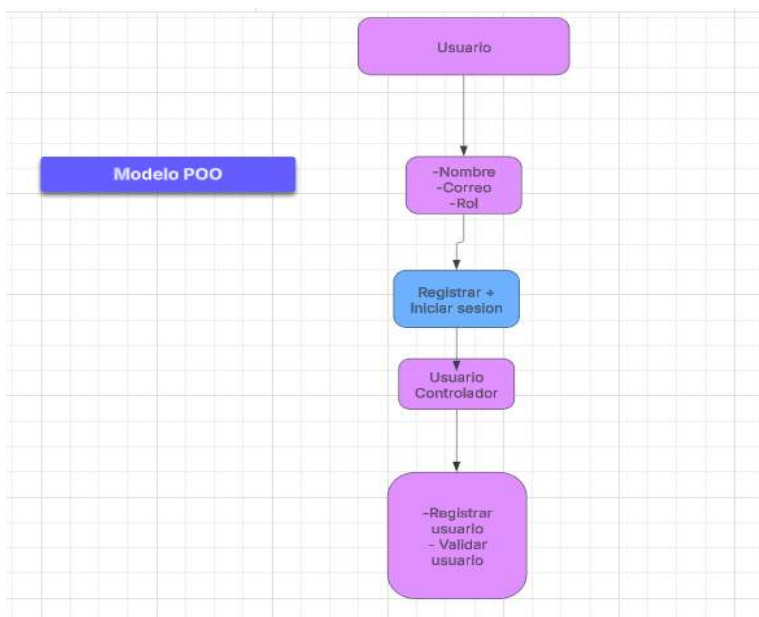 Usuario
Modelo POO
-Nombre
-Correo
-Rol
Registrar +
Iniciar sesion
Usuario
Controlador
-Registrar
usuario
- Validar
usuario